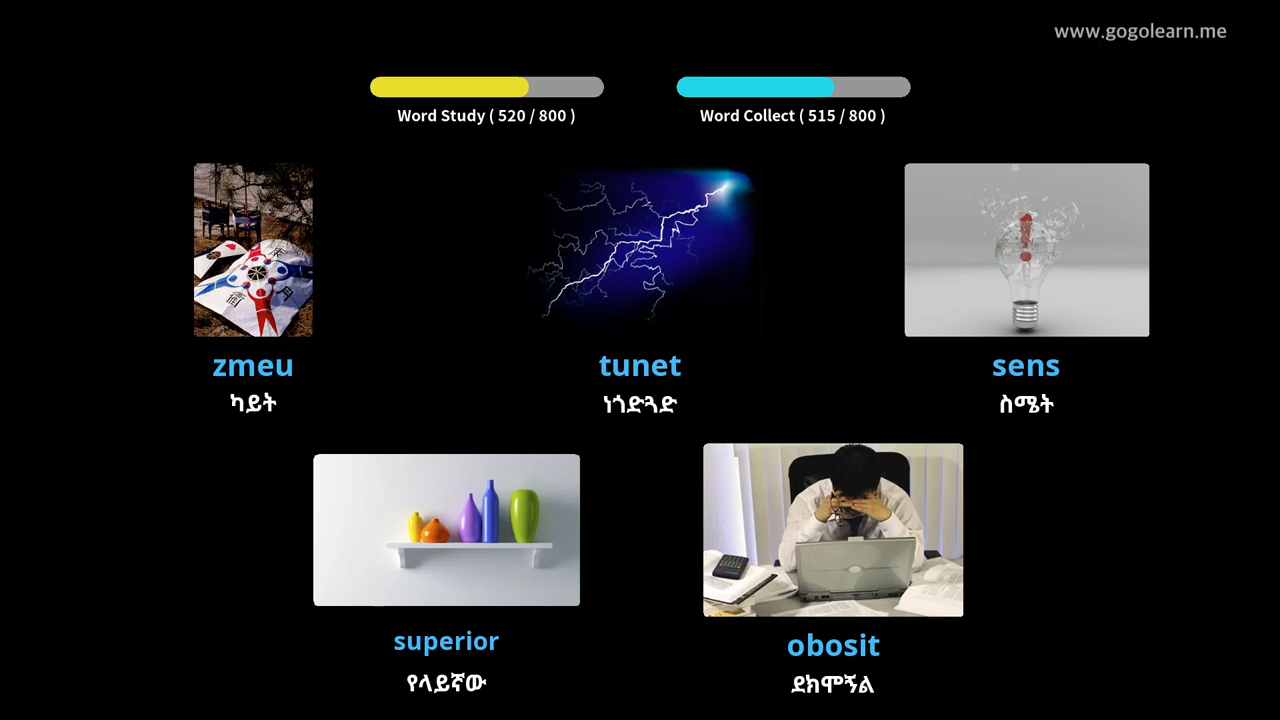 www.gogolearn.me
Word Study ( 520 / 800 )
Word Collect ( 515 / 800 )
zmeu
ካይት
tunet
ነጎድጓድ
sens
ስሜት
superior
የላይኛው
obosit
ደክሞኝል